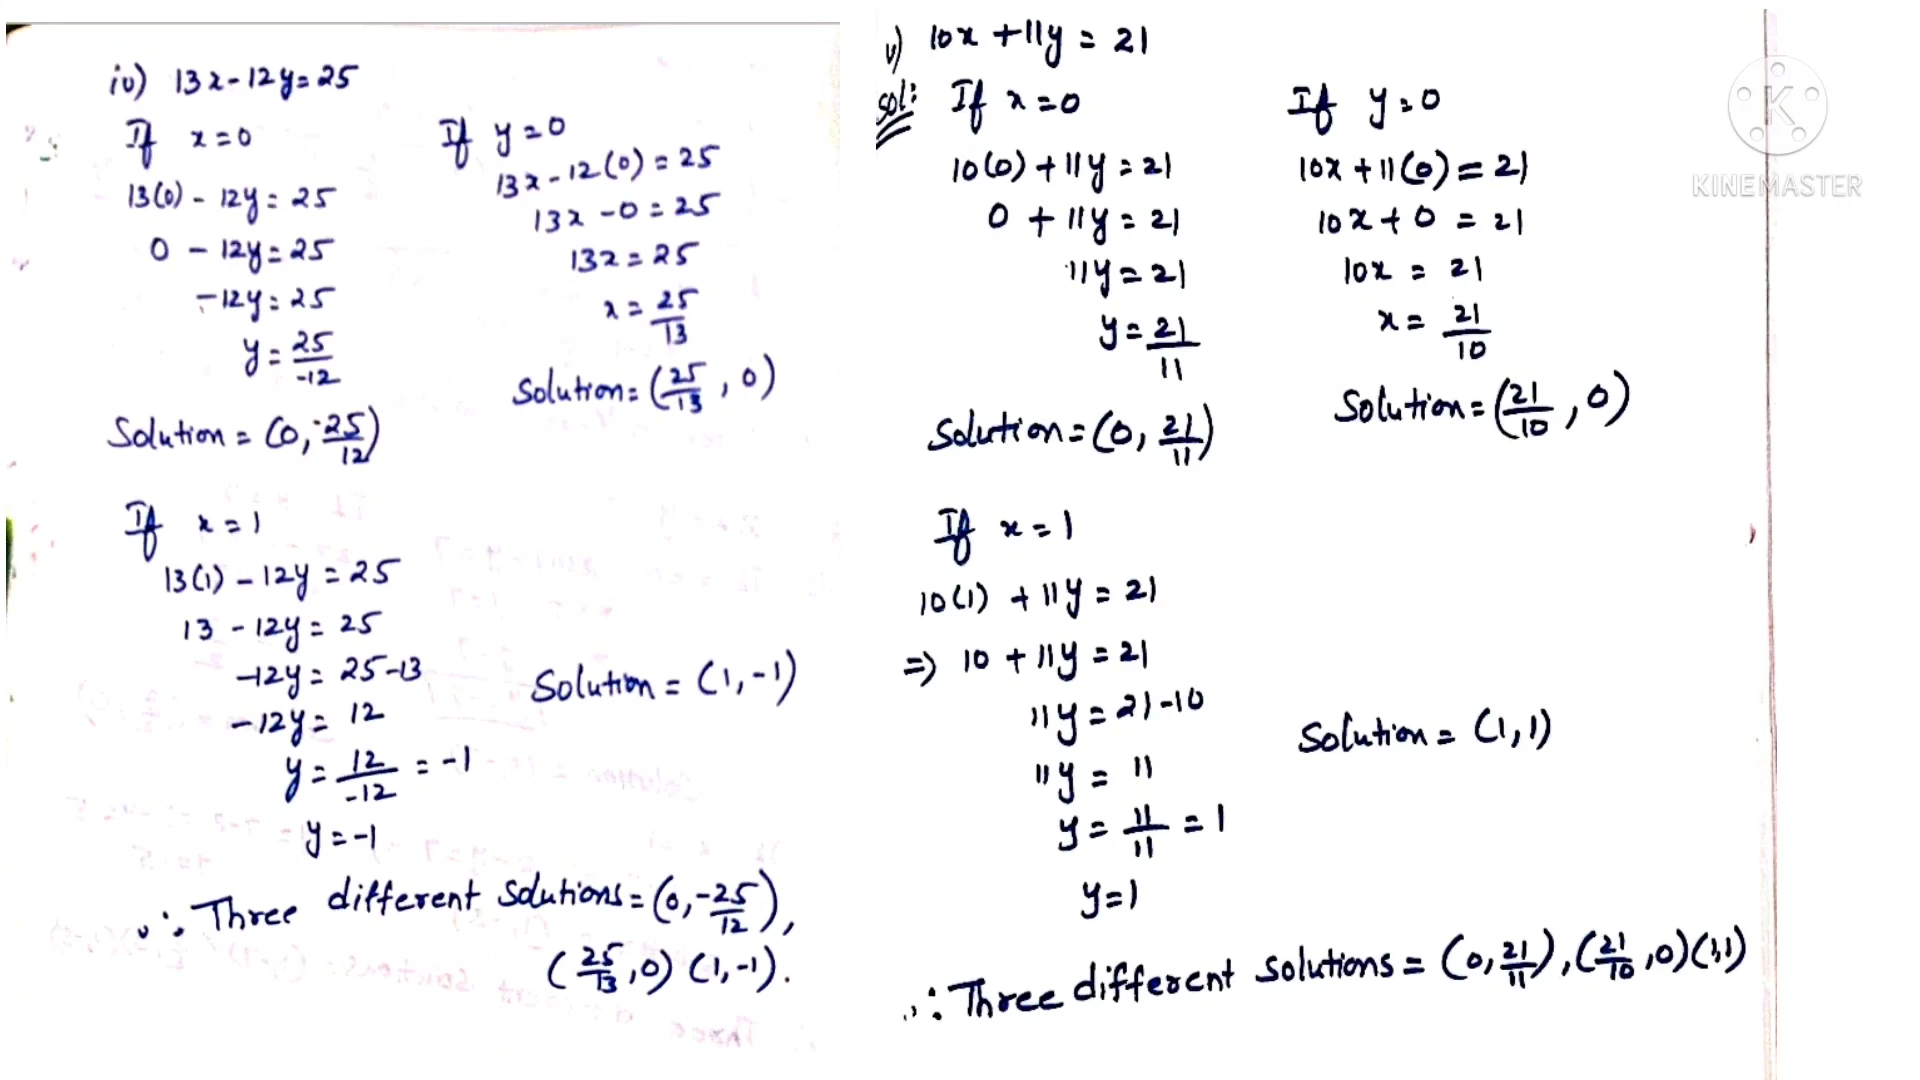 iv) 13x - 12y = 25
If x = 0
13(0) - 12y = 25
0 - 12y = 25
-12y = 25
y = 25/-12
Solution = (0, -25/12)
If y = 0
13x - 12(0) = 25
13x - 0 = 25
13x = 25
x = 25/13
Solution = (25/13, 0)
If x = 1
13(1) - 12y = 25
13 - 12y = 25
-12y = 25-13
-12y = 12
y = 12/-12 = -1
y = -1
Solution = (1, -1)
∴ Three different solutions = (0, -25/12),
(25/13, 0) (1, -1).
v) 10x + 11y = 21
Sol: If x = 0
10(0) + 11y = 21
0 + 11y = 21
11y = 21
y = 21/11
Solution = (0, 21/11)
If y = 0
10x + 11(0) = 21
10x + 0 = 21
10x = 21
x = 21/10
Solution = (21/10, 0)
If x = 1
10(1) + 11y = 21
=> 10 + 11y = 21
11y = 21-10
11y = 11
y = 11/11 = 1
y = 1
Solution = (1, 1)
∴ Three different solutions = (0, 21/11), (21/10, 0) (1,1)
K
KINEMASTER